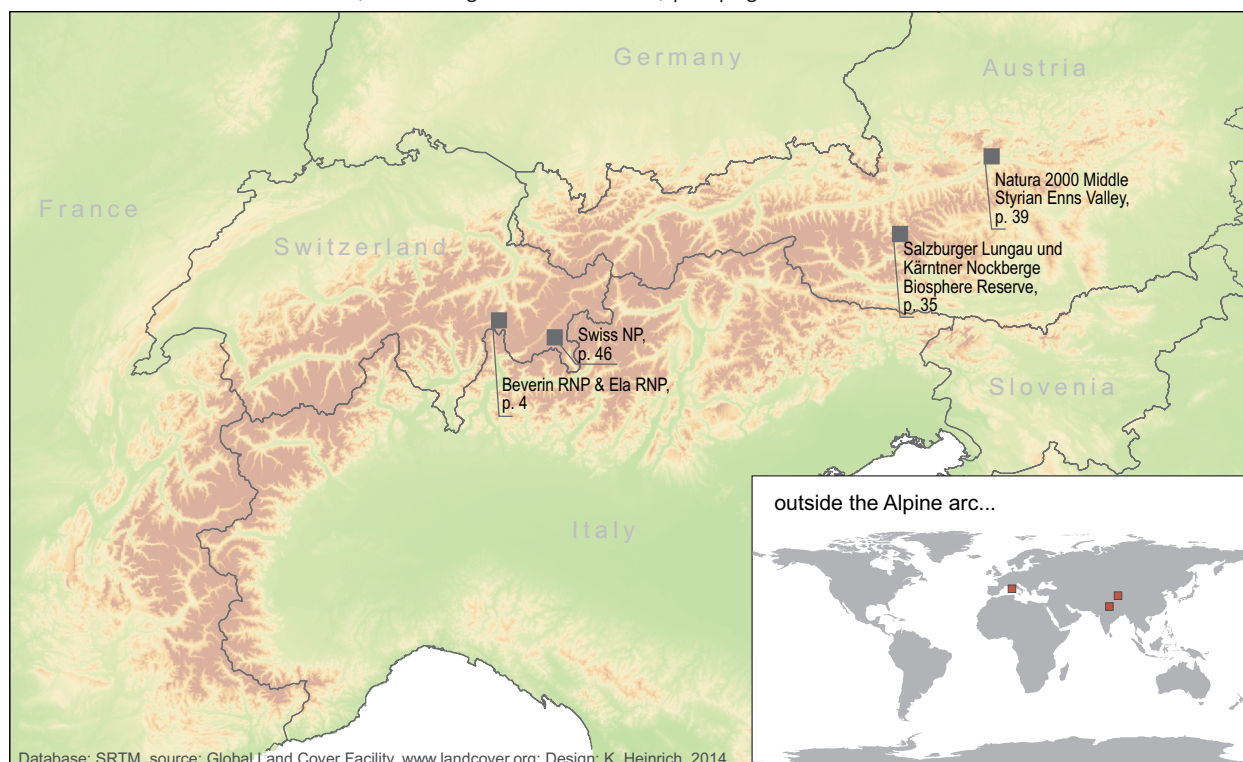 Germany
Austria
France
Switzerland
Natura 2000 Middle
Styrian Enns Valley,
p. 39
Salzburger Lungau und
Kärntner Nockberge
Biosphere Reserve,
p. 35
Swiss NP,
p. 46
Beverin RNP & Ela RNP,
p. 4
Slovenia
Italy
outside the Alpine arc...
Database: SRTM, source: Global Land Cover Facility, www.landcover.org; Design: K. Heinrich, 2014